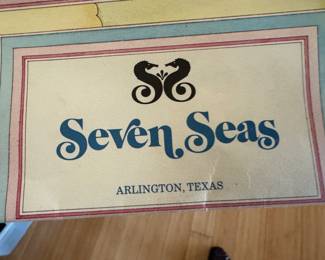 Seven Seas
ARLINGTON, TEXAS